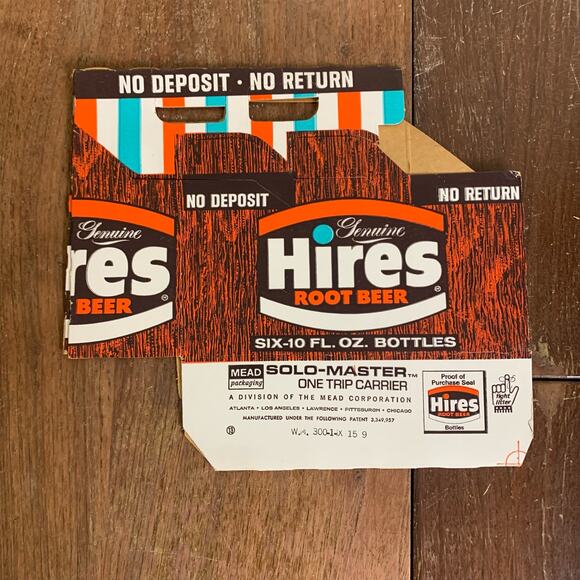 NO DEPOSIT · NO RETURN
NO DEPOSIT
NO RETURN
Genuine
res
BEER
Genuine
Hires
ROOT BEER
SIX-10 FL. OZ. BOTTLES
MEAD
packaging
SOLO-MASTER™
ONE TRIP CARRIER
A DIVISION OF THE MEAD CORPORATION
ATLANTA • LOS ANGELES • LAWRENCE • PITTSBURGH • CHICAGO
MANUFACTURED UNDER THE FOLLOWING PATENT 3,349,957
Proof of
Purchase Seal
Hires
ROOT BEER
Bottles
fight
litter